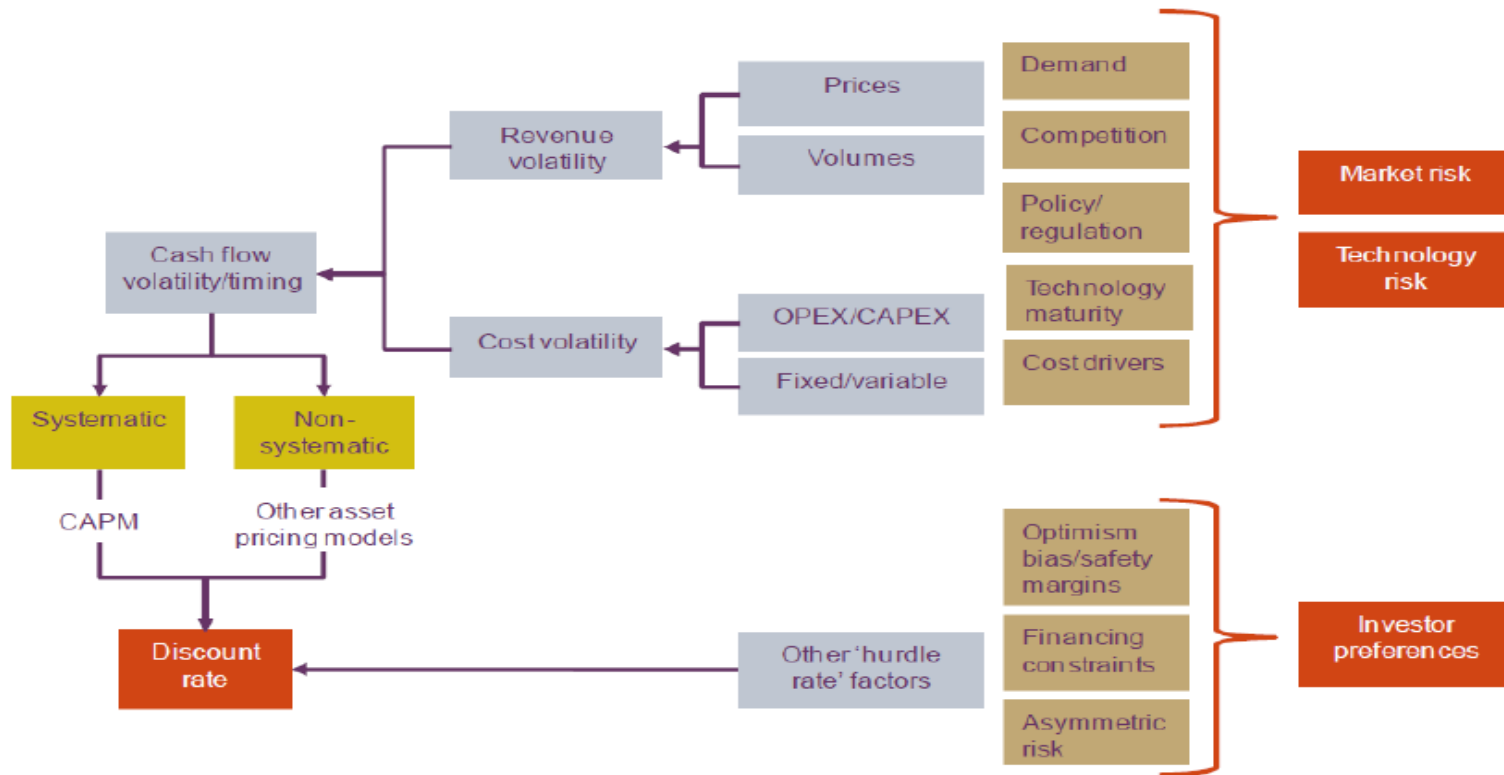 Prices
Demand
Revenue
volatility
Volumes
Competition
Market risk
Policy/
regulation
Cash flow
volatility/timing
Technology
risk
Technology
maturity
OPEX/CAPEX
Cost volatility
Fixed/variable
Cost drivers
Systematic
Non-
systematic
CAPM
Other asset
pricing models
Optimism
bias/safety
margins
Discount
rate
Other ‘hurdle
rate’ factors
Financing
constraints
Investor
preferences
Asymmetric
risk